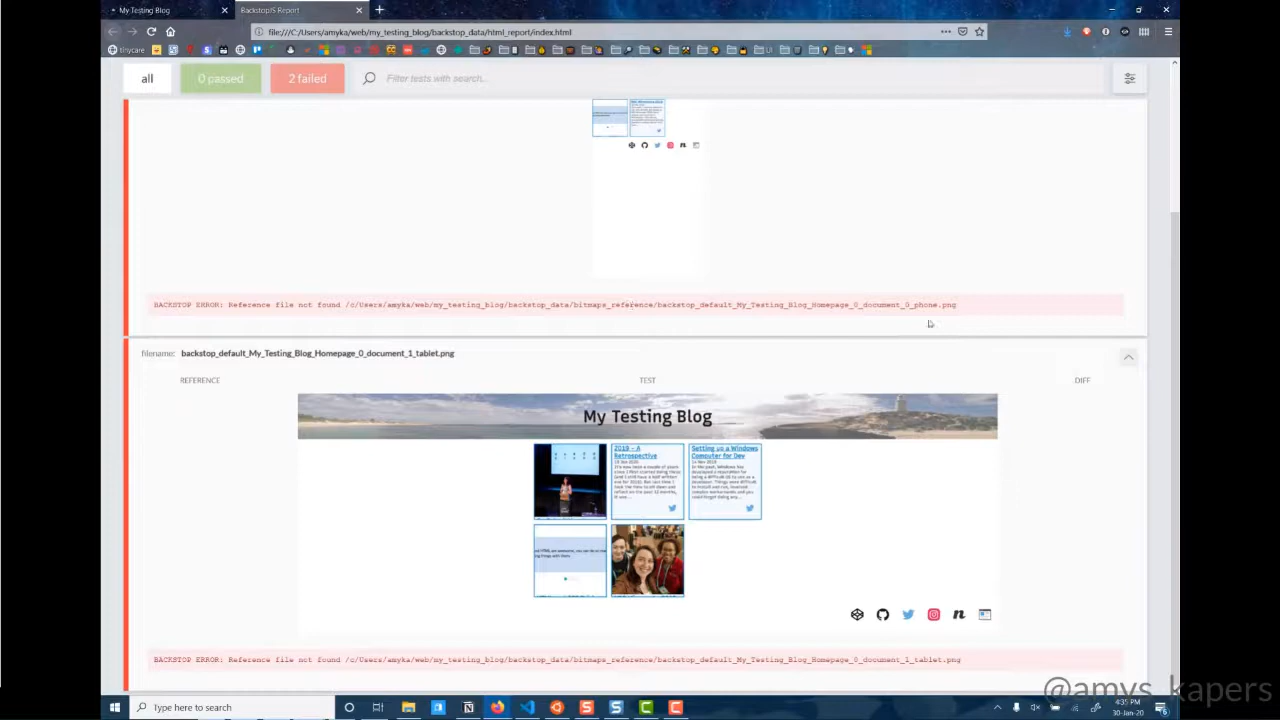 My Testing Blog
BackstopJS Report
file:///C:/Users/amyka/web/my_testing_blog/backstop_data/html_report/index.html
tinycare
all
0 passed
2 failed
Filter tests with search...
BACKSTOP ERROR: Reference file not found /c/Users/amyka/web/my_testing_blog/backstop_data/bitmaps_reference/backstop_default_My_Testing_Blog_Homepage_0_document_0_phone.png
filename: backstop_default_My_Testing_Blog_Homepage_0_document_1_tablet.png
REFERENCE
TEST
DIFF
My Testing Blog
2019 - A
Retrospective
Setting up a Windows
Computer for Dev
BACKSTOP ERROR: Reference file not found /c/Users/amyka/web/my_testing_blog/backstop_data/bitmaps_reference/backstop_default_My_Testing_Blog_Homepage_0_document_1_tablet.png
@amys_kapers
Type here to search
4:35 PM
30-Jan-20